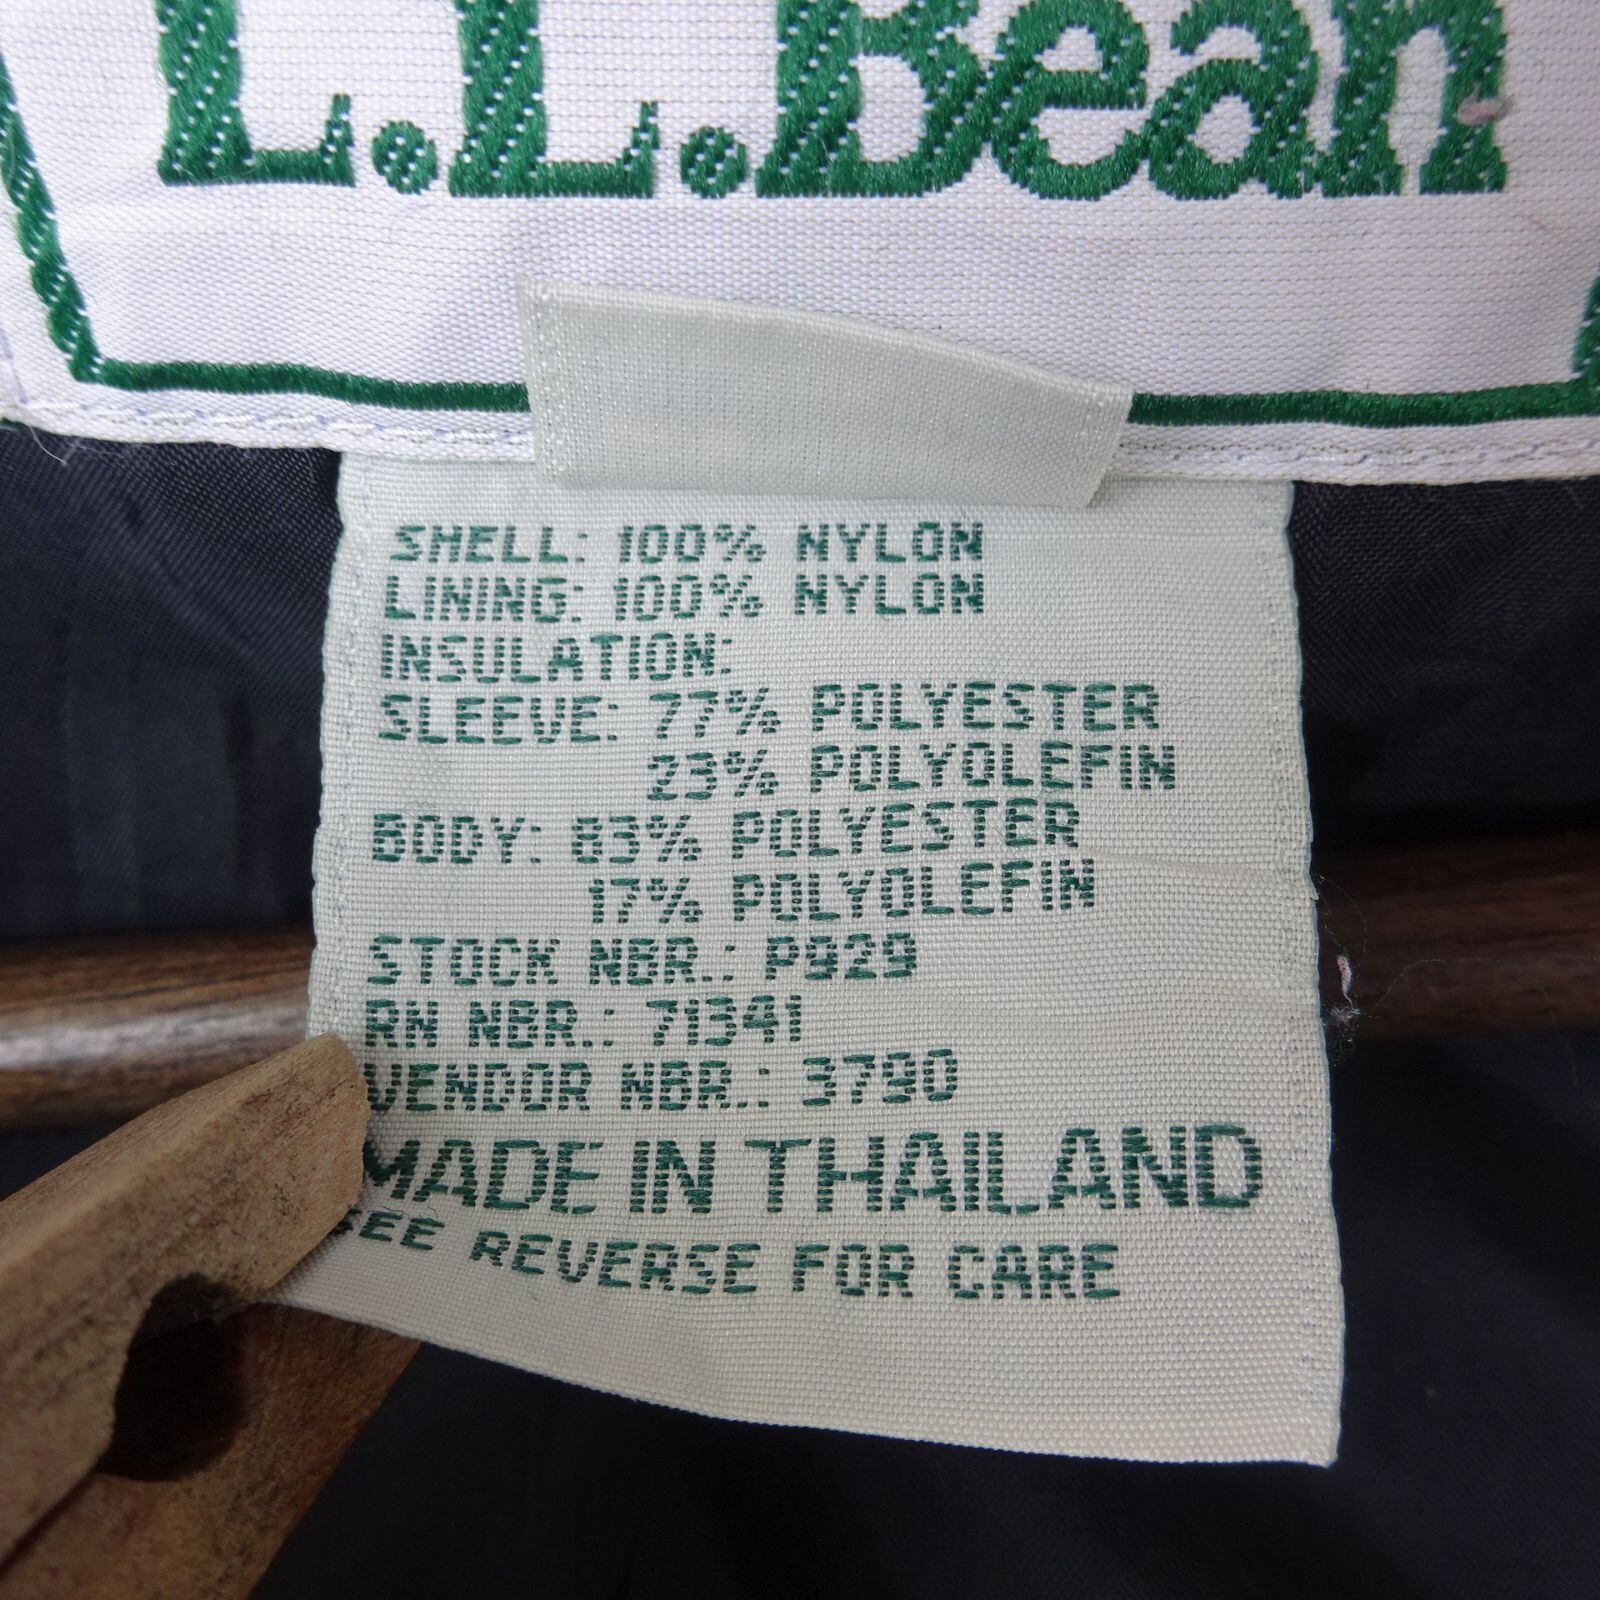 L.L.Bean
SHELL: 100% NYLON
LINING: 100% NYLON
INSULATION:
SLEEVE: 77% POLYESTER
23% POLYOLEFIN
BODY: 83% POLYESTER
17% POLYOLEFIN
STOCK NBR.: P929
RN NBR.: 71341
VENDOR NBR.: 3790
MADE IN THAILAND
SEE REVERSE FOR CARE